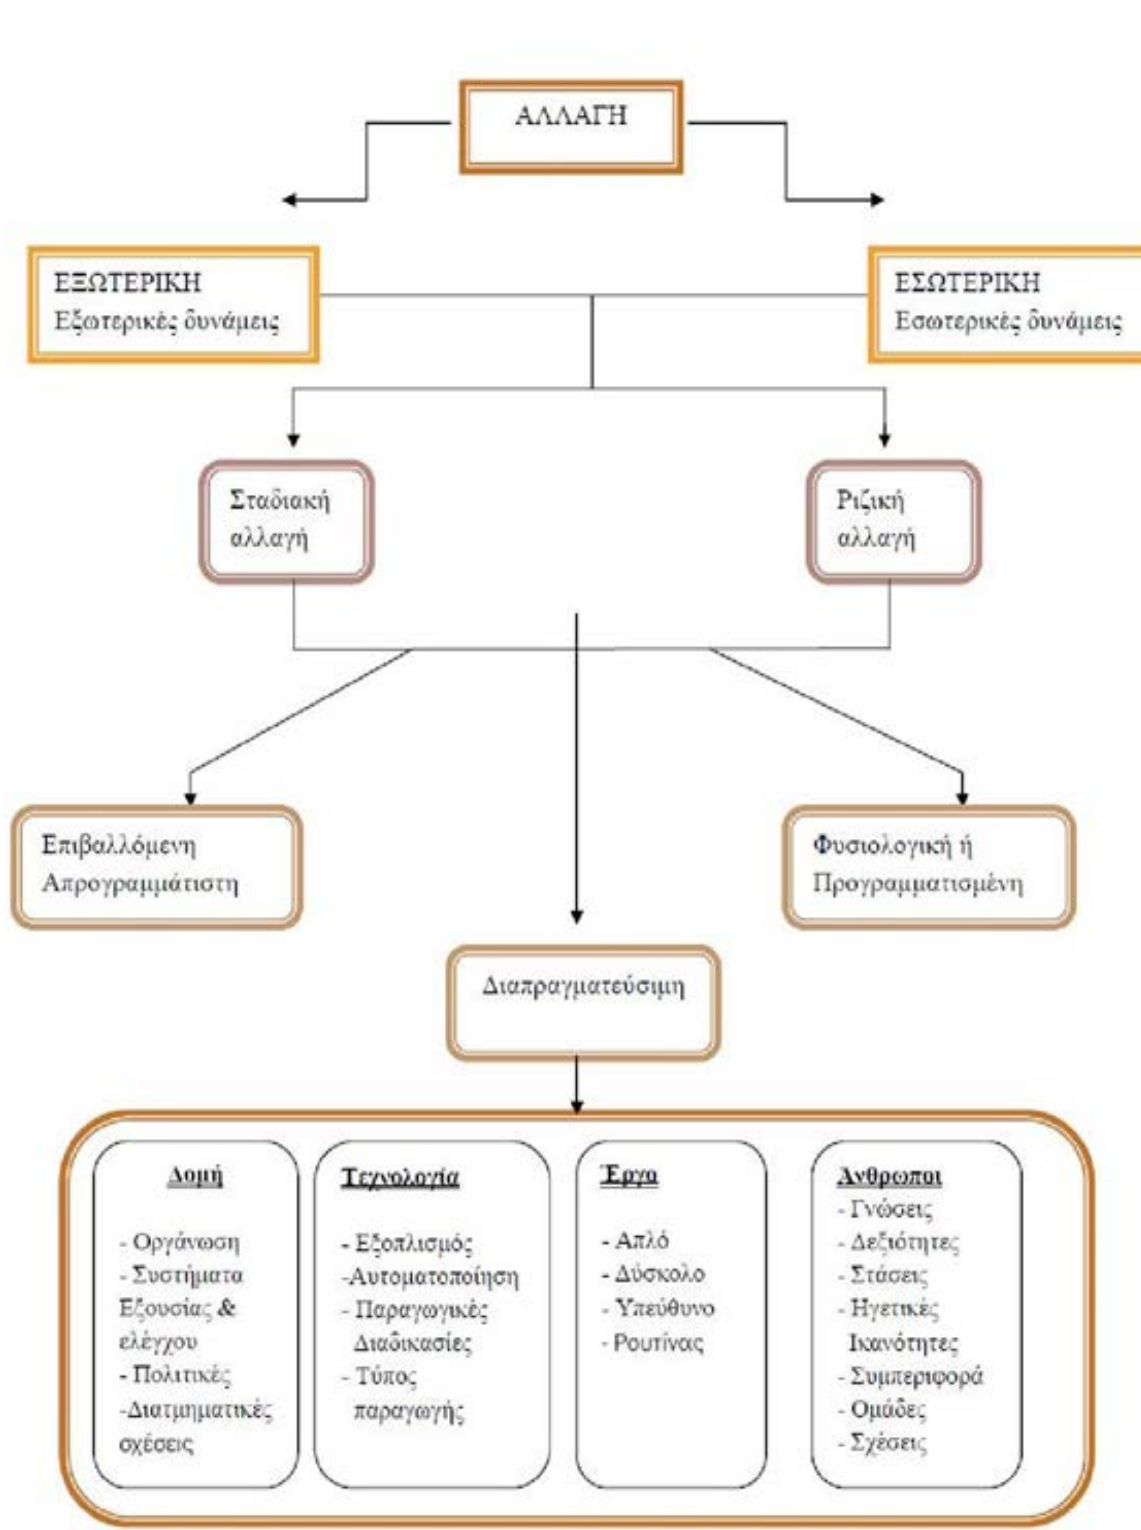 ΑΛΛΑΓΗ
ΕΞΩΤΕΡΙΚΗ
Εξωτερικές δυνάμεις
ΕΣΩΤΕΡΙΚΗ
Εσωτερικές δυνάμεις
Σταδιακή
αλλαγή
Ριζική
αλλαγή
Επιβαλλόμενη
Απρογραμμάτιστη
Φυσιολογική ή
Προγραμματισμένη
Διαπραγματεύσιμη
Δομή
- Οργάνωση
- Συστήματα
Εξουσίας &
ελέγχου
- Πολιτικές
-Διατμηματικές
σχέσεις
Τεχνολογία
- Εξοπλισμός
-Αυτοματοποίηση
- Παραγωγικές
Διαδικασίες
- Τύπος
παραγωγής
Έργο
- Απλό
- Δύσκολο
- Υπεύθυνο
- Ρουτίνας
Άνθρωποι
- Γνώσεις
- Δεξιότητες
- Στάσεις
- Ηγετικές
Ικανότητες
- Συμπεριφορά
- Ομάδες
- Σχέσεις